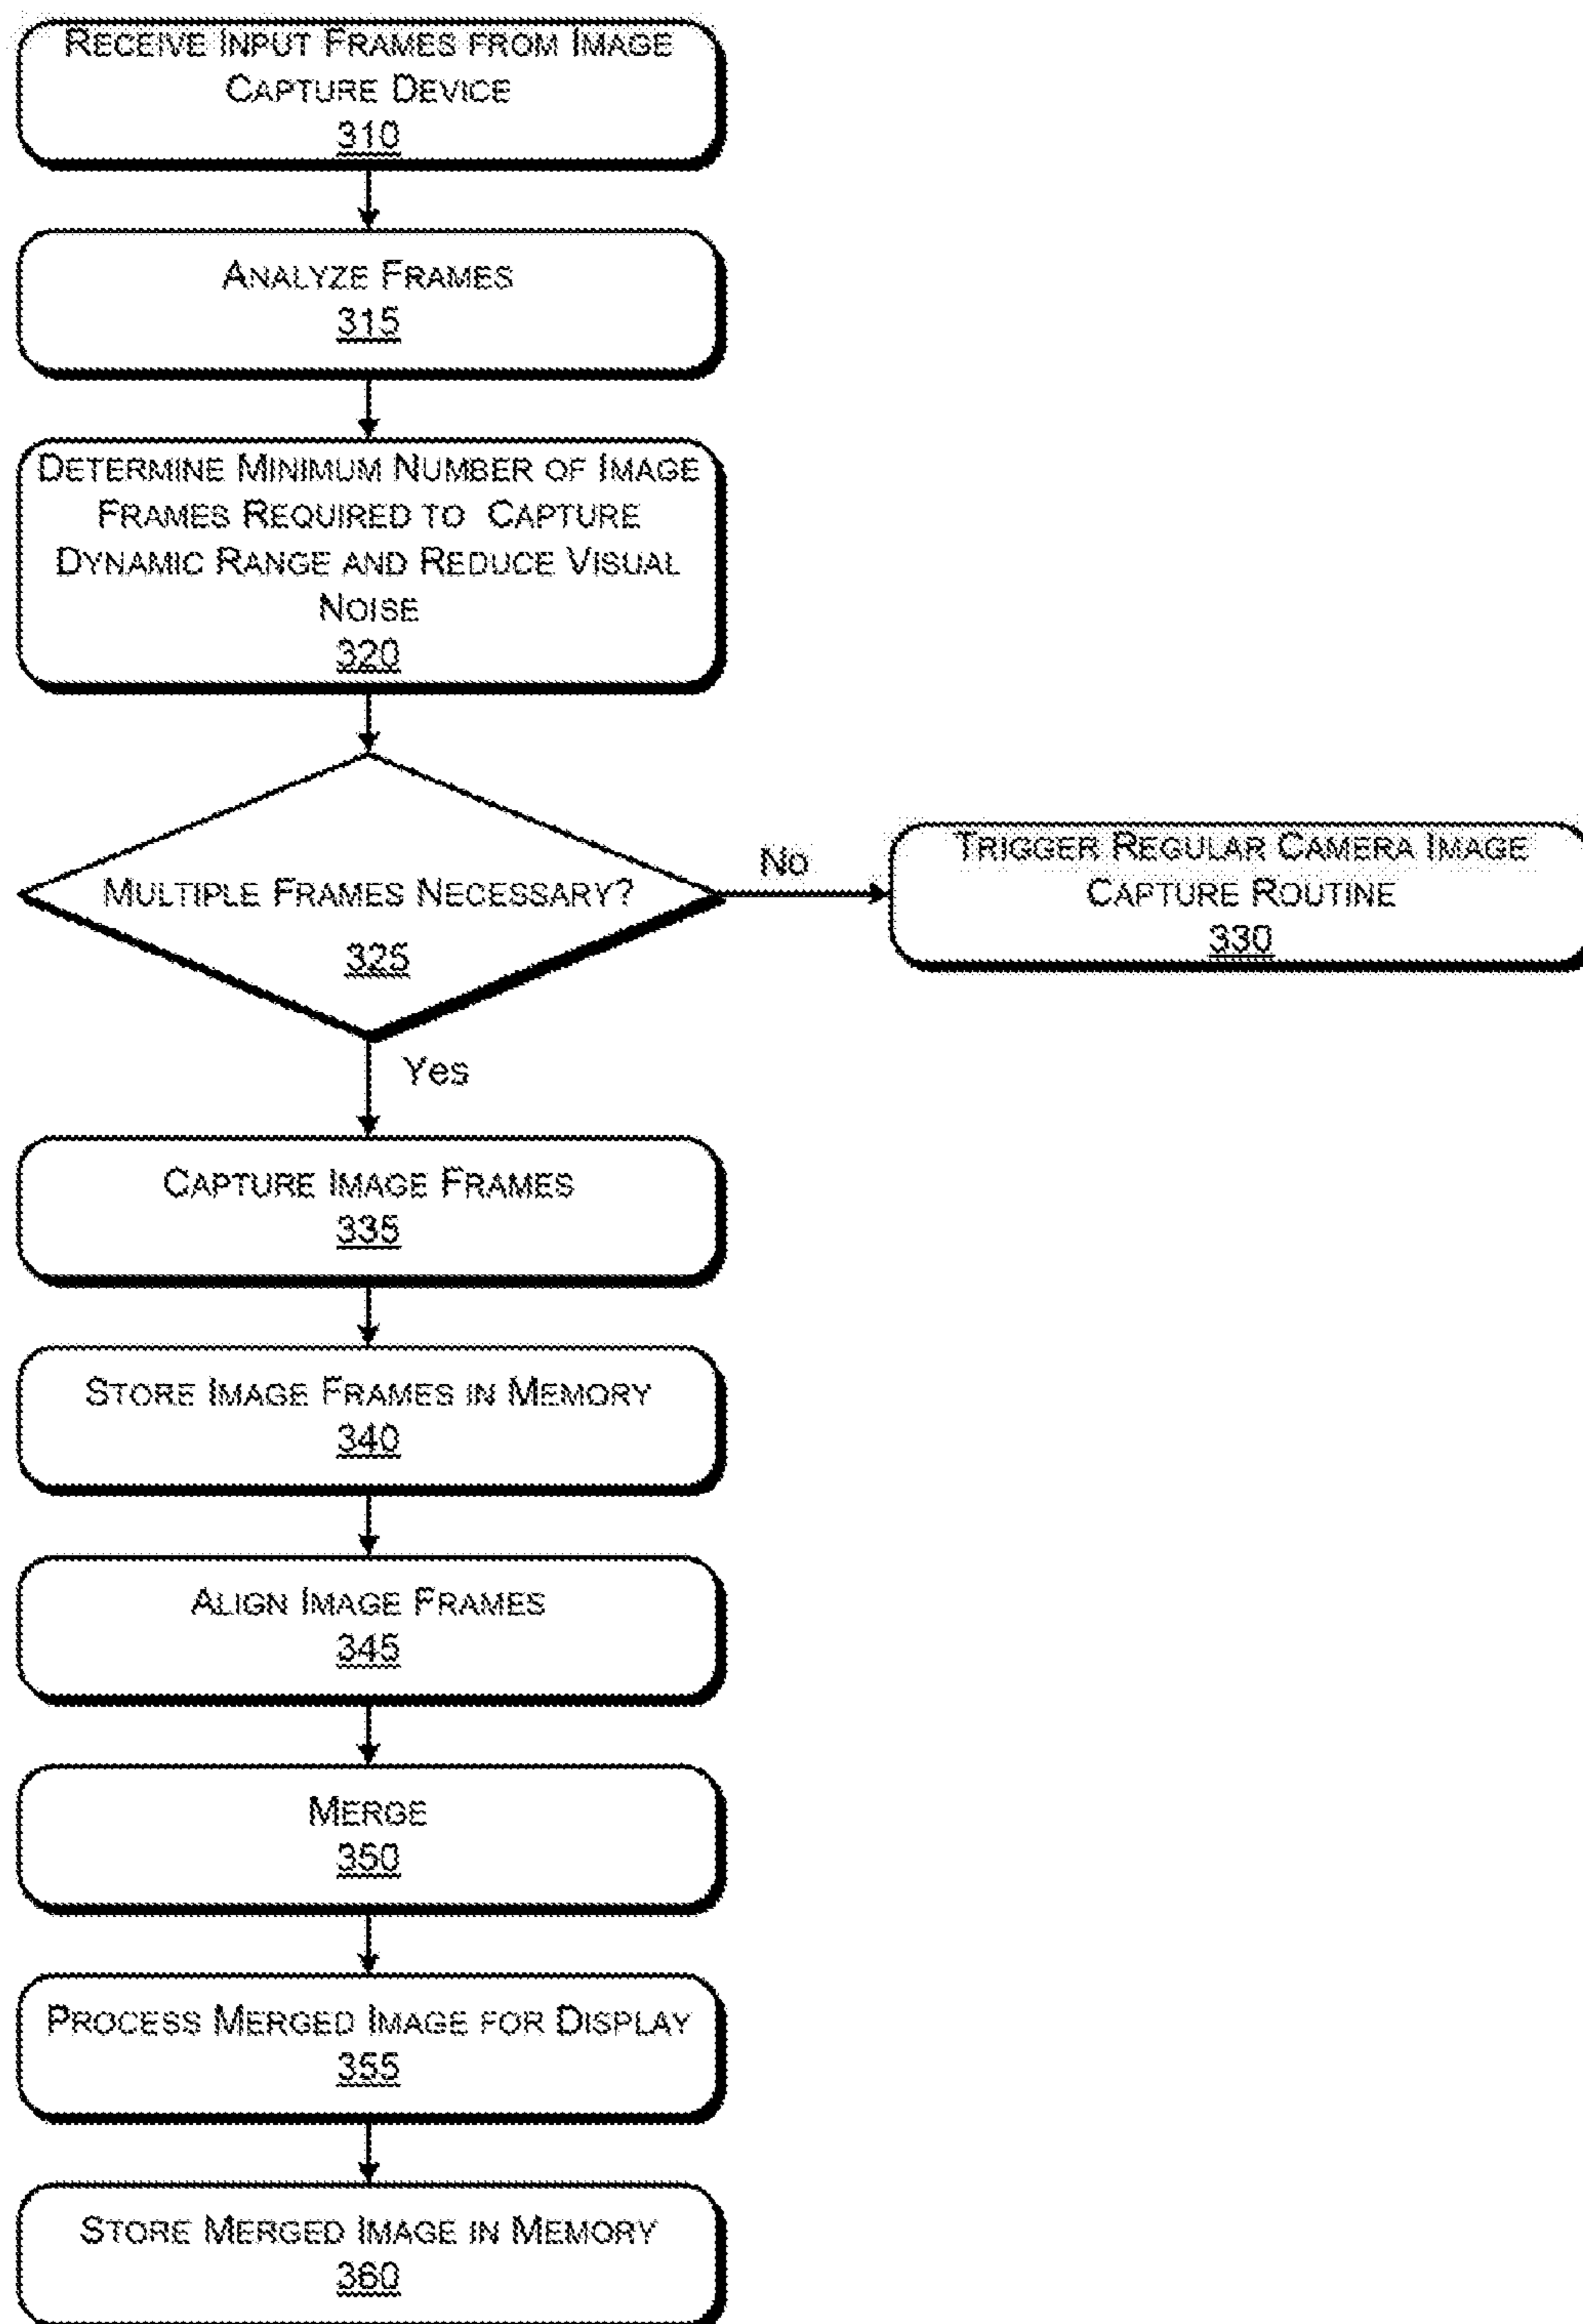 RECEIVE INPUT FRAMES FROM IMAGE
CAPTURE DEVICE
310
ANALYZE FRAMES
315
DETERMINE MINIMUM NUMBER OF IMAGE
FRAMES REQUIRED TO CAPTURE
DYNAMIC RANGE AND REDUCE VISUAL
NOISE
320
MULTIPLE FRAMES NECESSARY?
325
No
TRIGGER REGULAR CAMERA IMAGE
CAPTURE ROUTINE
330
Yes
CAPTURE IMAGE FRAMES
335
STORE IMAGE FRAMES IN MEMORY
340
ALIGN IMAGE FRAMES
345
MERGE
350
PROCESS MERGED IMAGE FOR DISPLAY
355
STORE MERGED IMAGE IN MEMORY
360